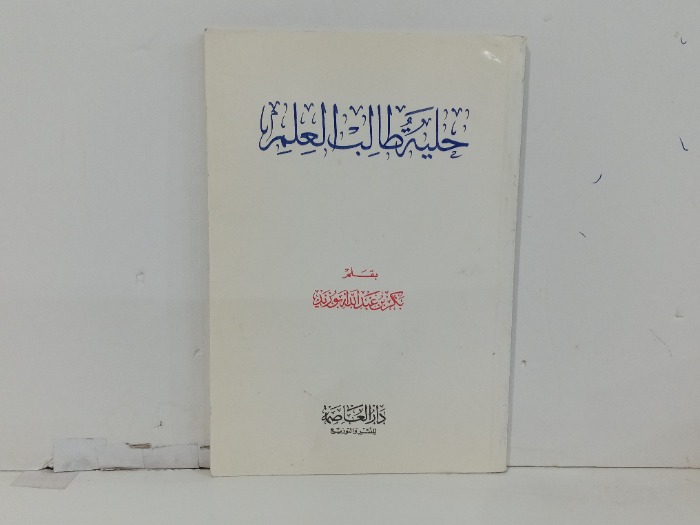 حلية طالب العلم
بقلم
بكر بن عبد الله أبو زيد
دار العاصمة
للنشر والتوزيع